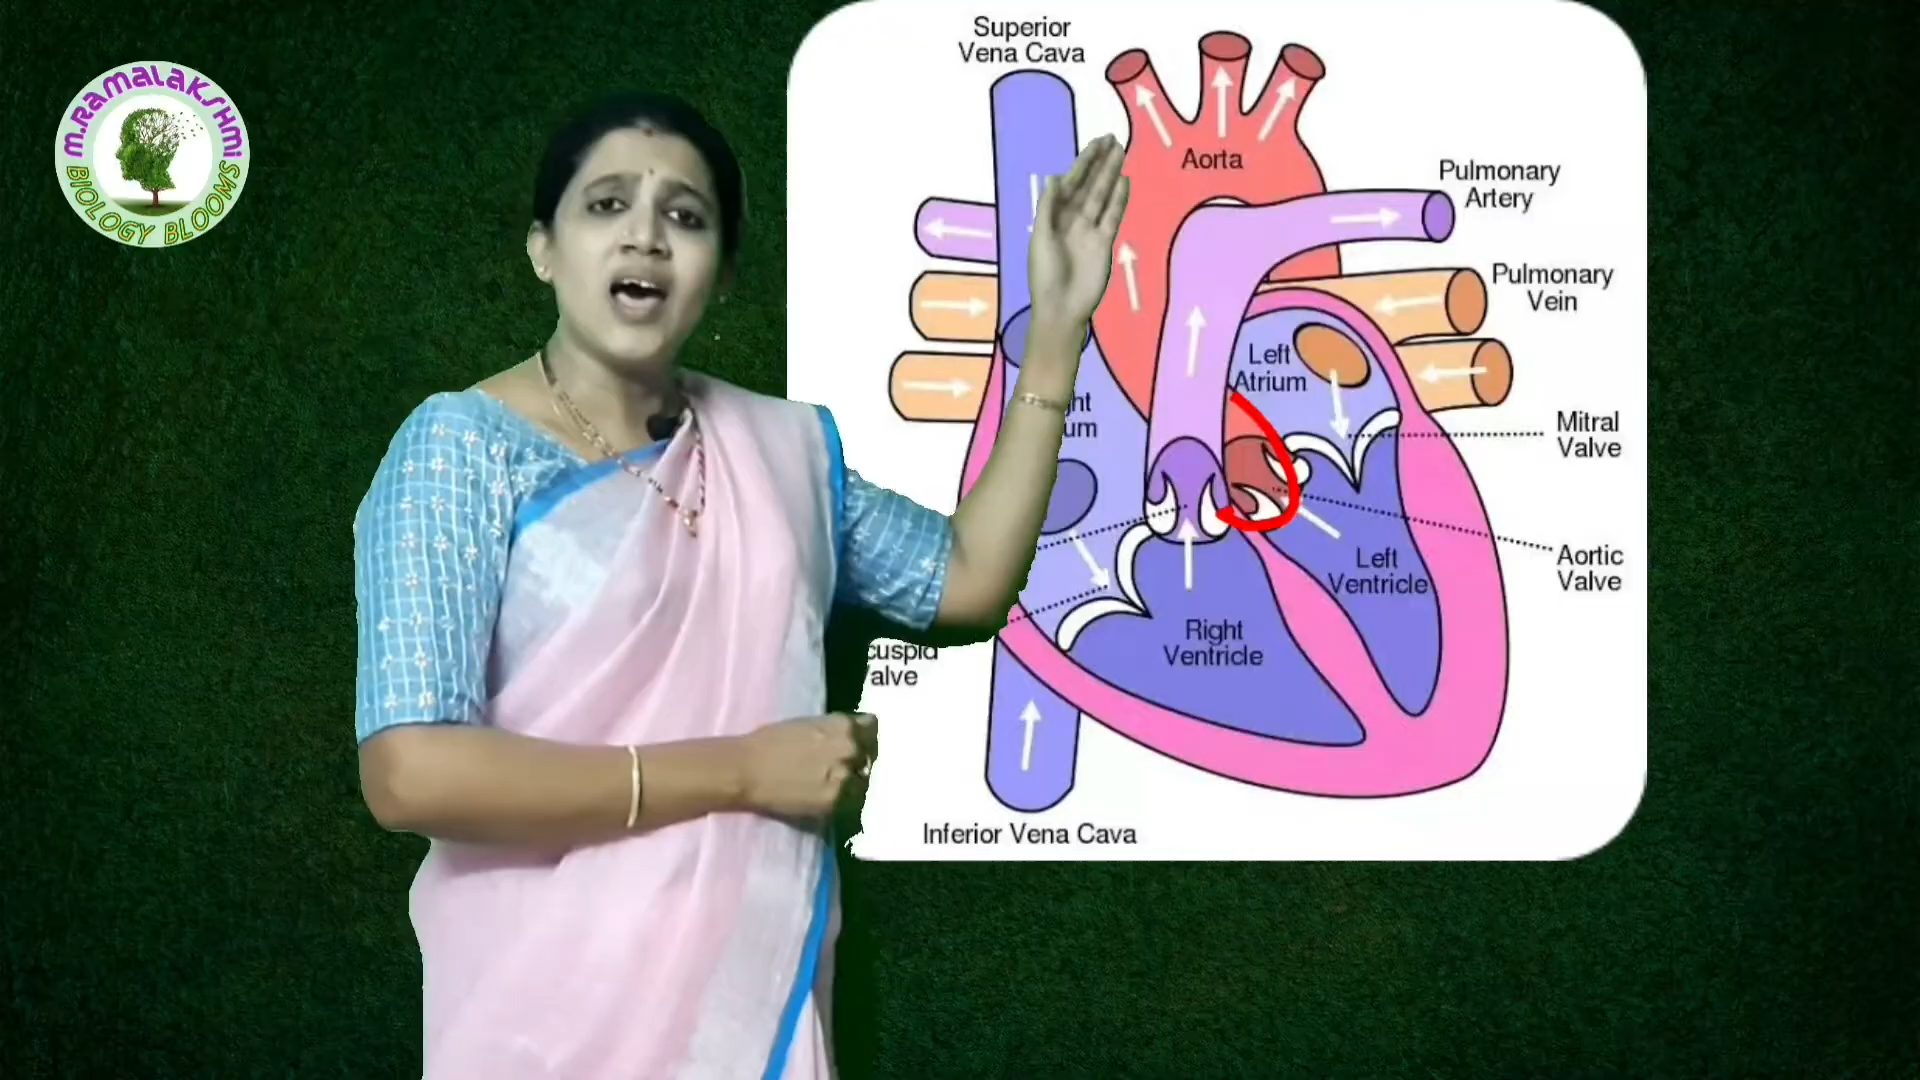 M.RAMALAKSHMI
BIOLOGY BLOOMS
Superior
Vena Cava
Aorta
Pulmonary
Artery
Pulmonary
Vein
Left
Atrium
Mitral
Valve
Aortic
Valve
Left
Ventricle
Right
Ventricle
Valve
Inferior Vena Cava